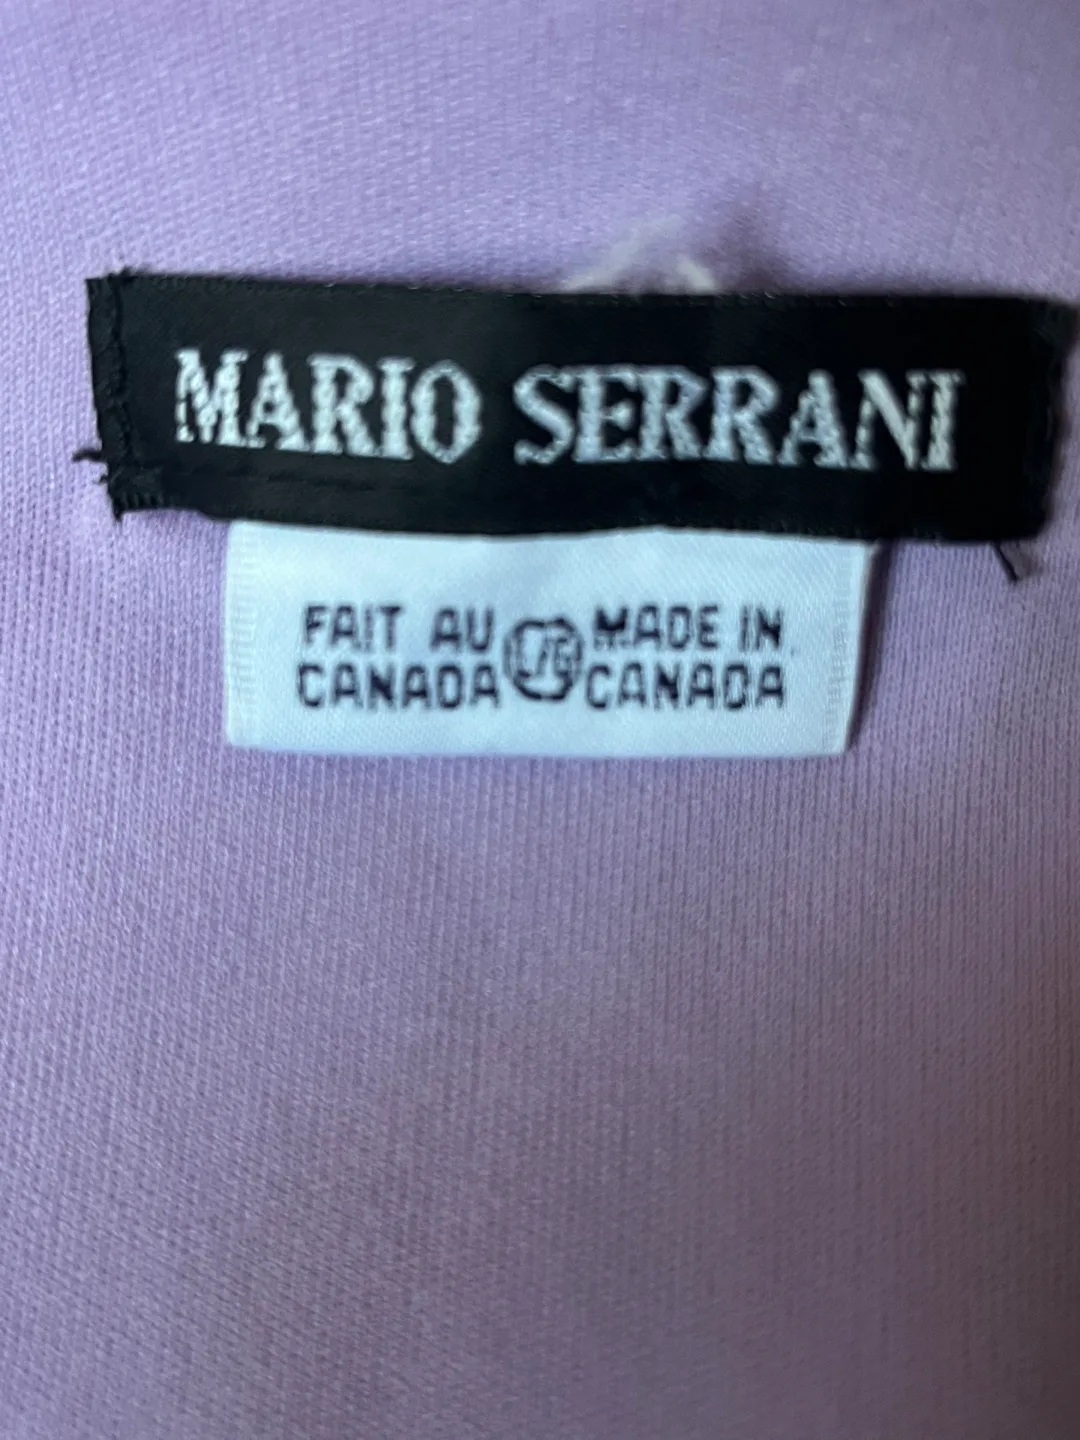 MARIO SERRANI
FAIT AU
CANADA
L/G
MADE IN
CANADA